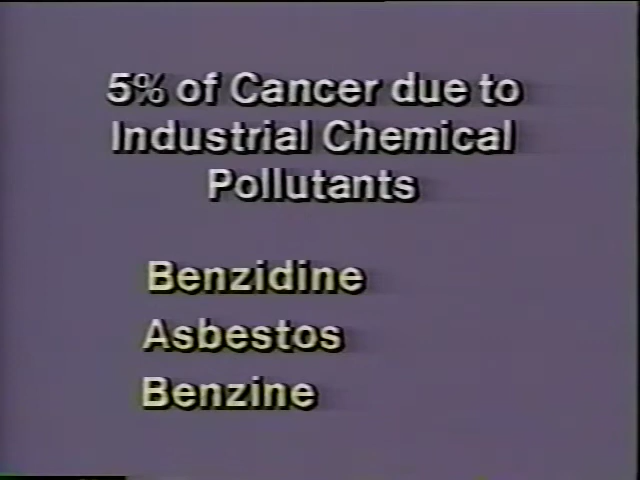 5% of Cancer due to
Industrial Chemical
Pollutants
Benzidine
Asbestos
Benzine